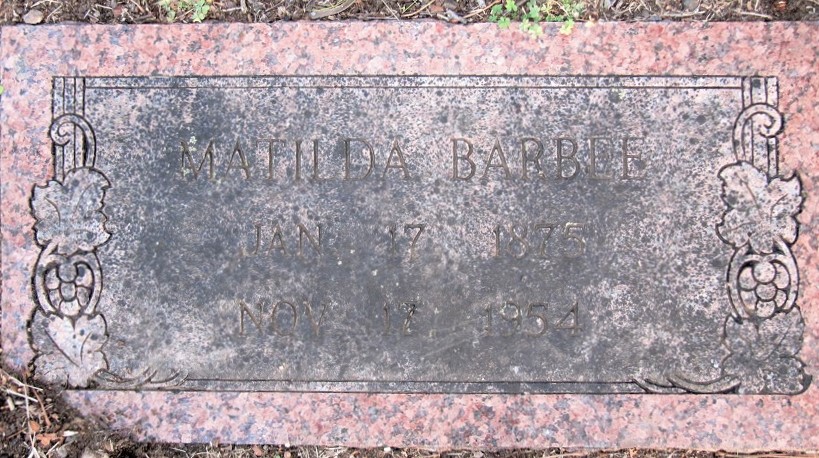 MATILDA BARBEE
JAN 17 1875
NOV 17 1954